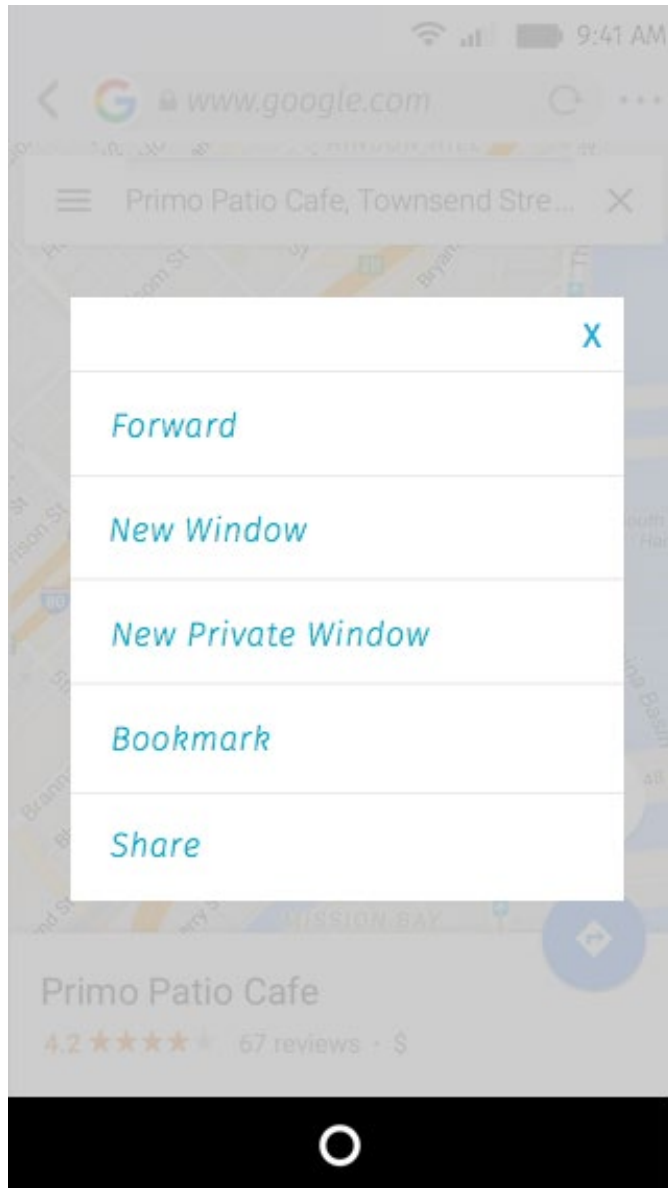 9:41 AM
G www.google.com
Primo Patio Cafe, Townsend Stre...
X
Forward
New Window
New Private Window
Bookmark
Share
MISSION BAY
Primo Patio Cafe
4.2 67 reviews · $